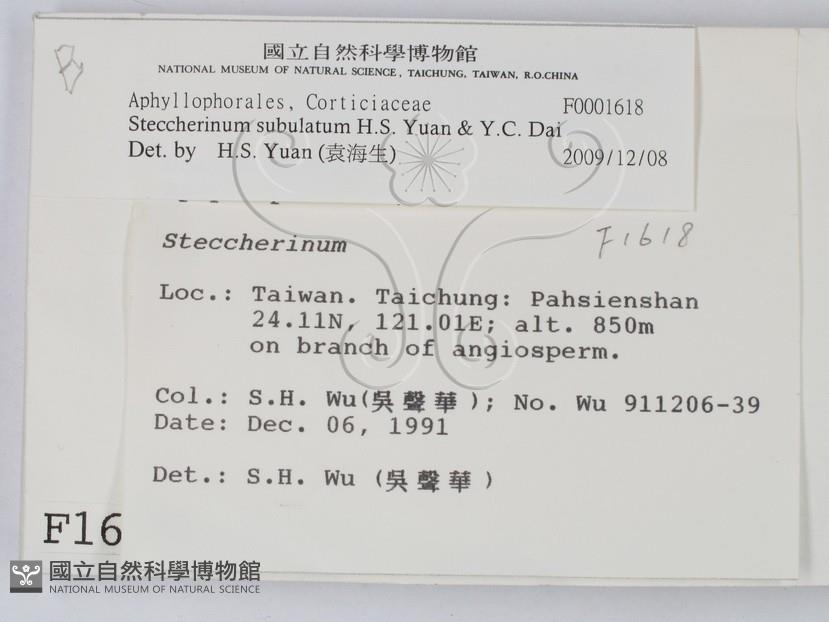 國立自然科學博物館
NATIONAL MUSEUM OF NATURAL SCIENCE, TAICHUNG, TAIWAN, R.O.CHINA
Aphyllophorales, Corticiaceae F0001618
Steccherinum subulatum H.S. Yuan & Y.C. Dai
Det. by H.S. Yuan (袁海生) 2009/12/08
Steccherinum F1618
Loc.: Taiwan. Taichung: Pahsienshan
24.11N, 121.01E; alt. 850m
on branch of angiosperm.
Col.: S.H. Wu(吳聲華); No. Wu 911206-39
Date: Dec. 06, 1991
Det.: S.H. Wu (吳聲華)
F16
國立自然科學博物館
NATIONAL MUSEUM OF NATURAL SCIENCE